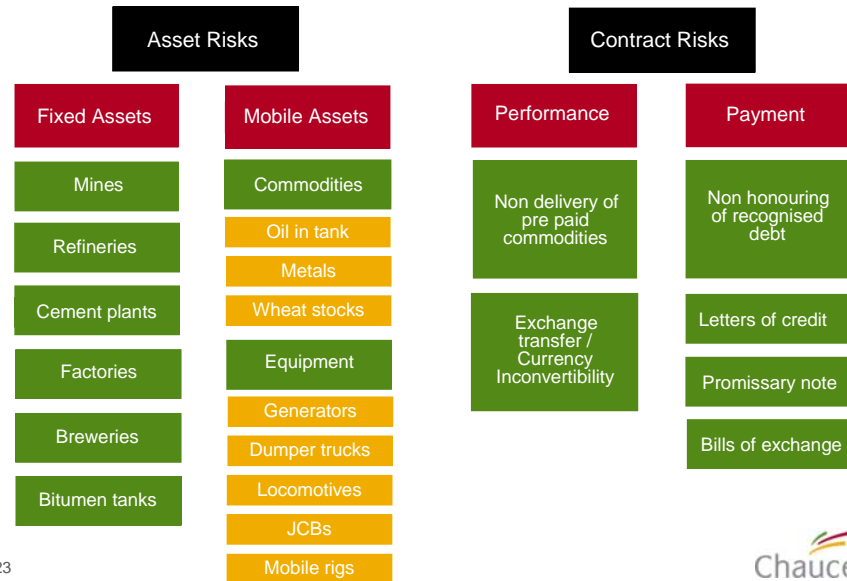 Asset Risks
Contract Risks
Fixed Assets
Mines
Refineries
Cement plants
Factories
Breweries
Bitumen tanks
Mobile Assets
Commodities
Oil in tank
Metals
Wheat stocks
Equipment
Generators
Dumper trucks
Locomotives
JCBs
Mobile rigs
Performance
Non delivery of
pre paid
commodities
Exchange
transfer /
Currency
Inconvertibility
Payment
Non honouring
of recognised
debt
Letters of credit
Promissary note
Bills of exchange
23